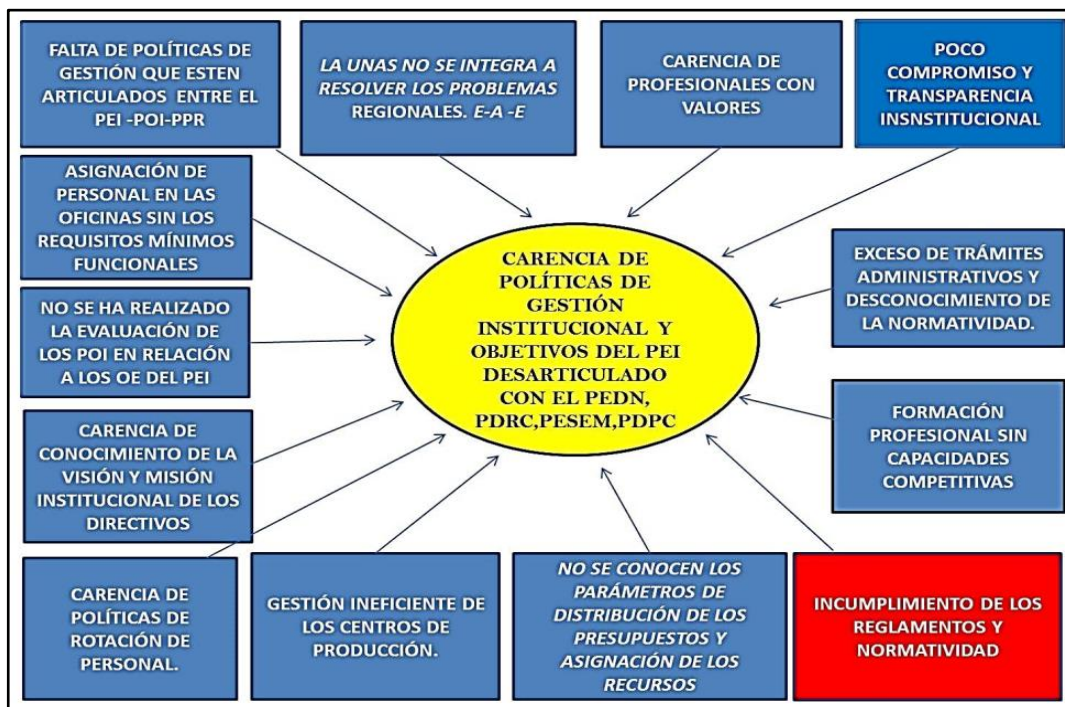 FALTA DE POLÍTICAS DE
GESTIÓN QUE ESTEN
ARTICULADOS ENTRE EL
PEI -POI-PPR
LA UNAS NO SE INTEGRA A
RESOLVER LOS PROBLEMAS
REGIONALES. E-A -E
CARENCIA DE
PROFESIONALES CON
VALORES
POCO
COMPROMISO Y
TRANSPARENCIA
INSNSTITUCIONAL
ASIGNACIÓN DE
PERSONAL EN LAS
OFICINAS SIN LOS
REQUISITOS MÍNIMOS
FUNCIONALES
CARENCIA DE
POLÍTICAS DE
GESTIÓN
INSTITUCIONAL Y
OBJETIVOS DEL PEI
DESARTICULADO
CON EL PEDN,
PDRC,PESEM,PDPC
EXCESO DE TRÁMITES
ADMINISTRATIVOS Y
DESCONOCIMIENTO DE
LA NORMATIVIDAD.
NO SE HA REALIZADO
LA EVALUACIÓN DE
LOS POI EN RELACIÓN
A LOS OE DEL PEI
FORMACIÓN
PROFESIONAL SIN
CAPACIDADES
COMPETITIVAS
CARENCIA DE
CONOCIMIENTO DE LA
VISIÓN Y MISIÓN
INSTITUCIONAL DE LOS
DIRECTIVOS
CARENCIA DE
POLÍTICAS DE
ROTACIÓN DE
PERSONAL.
GESTIÓN INEFICIENTE DE
LOS CENTROS DE
PRODUCCIÓN.
NO SE CONOCEN LOS
PARÁMETROS DE
DISTRIBUCIÓN DE LOS
PRESUPUESTOS Y
ASIGNACIÓN DE LOS
RECURSOS
INCUMPLIMIENTO DE LOS
REGLAMENTOS Y
NORMATIVIDAD